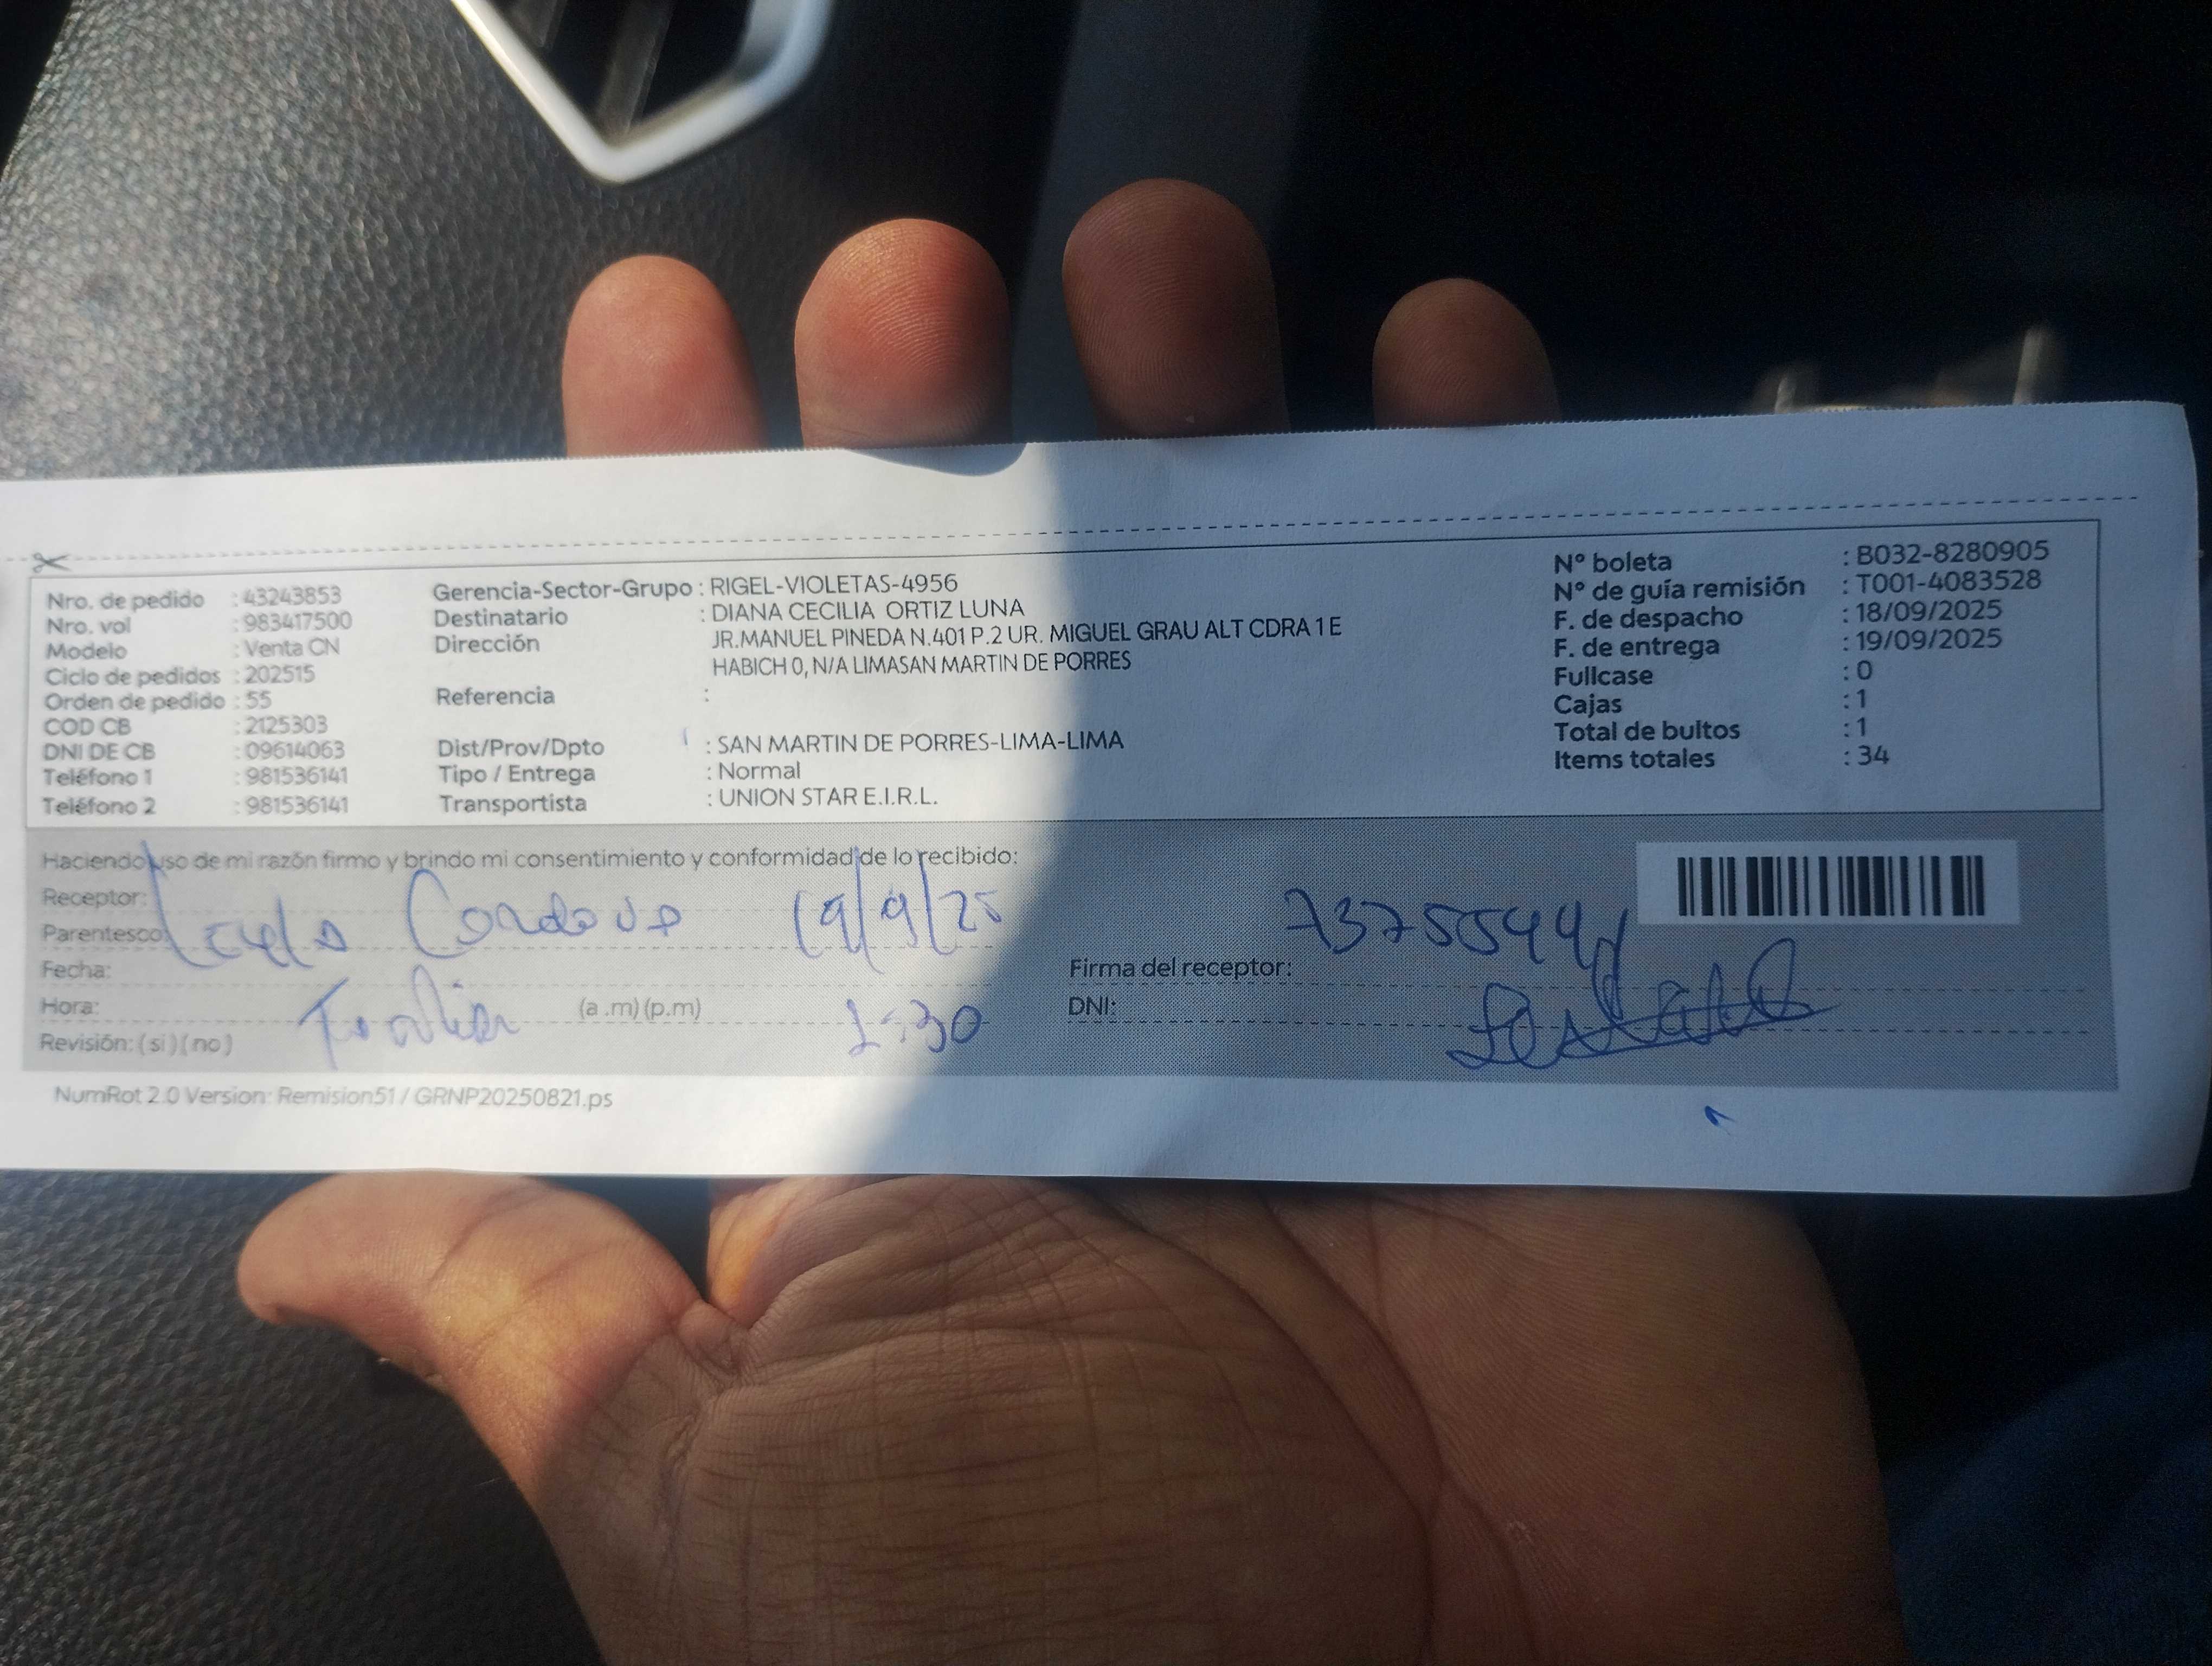 Nro. de pedido : 43243853
Nro. vol : 983417500
Modelo : Venta CN
Ciclo de pedidos : 202515
Orden de pedido : 55
COD CB : 2125303
DNI DE CB : 09614063
Teléfono 1 : 981536141
Teléfono 2 : 981536141
Gerencia-Sector-Grupo : RIGEL-VIOLETAS-4956
Destinatario : DIANA CECILIA ORTIZ LUNA
Dirección JR.MANUEL PINEDA N.401 P.2 UR. MIGUEL GRAU ALT CDRA 1 E
HABICH 0, N/A LIMASAN MARTIN DE PORRES
Referencia :
Dist/Prov/Dpto : SAN MARTIN DE PORRES-LIMA-LIMA
Tipo / Entrega : Normal
Transportista : UNION STAR E.I.R.L.
N° boleta : B032-8280905
N° de guía remisión : T001-4083528
F. de despacho : 18/09/2025
F. de entrega : 19/09/2025
Fullcase : 0
Cajas : 1
Total de bultos : 1
Items totales : 34
Haciendo uso de mi razón firmo y brindo mi consentimiento y conformidad de lo recibido:
Receptor:
Parentesco: Cordova 19/9/25
Fecha:
Hora: (a.m) (p.m) :30
Revisión: (si) (no)
Firma del receptor:
DNI:
NumRot 2.0 Version: Remision51 / GRNP20250821.ps